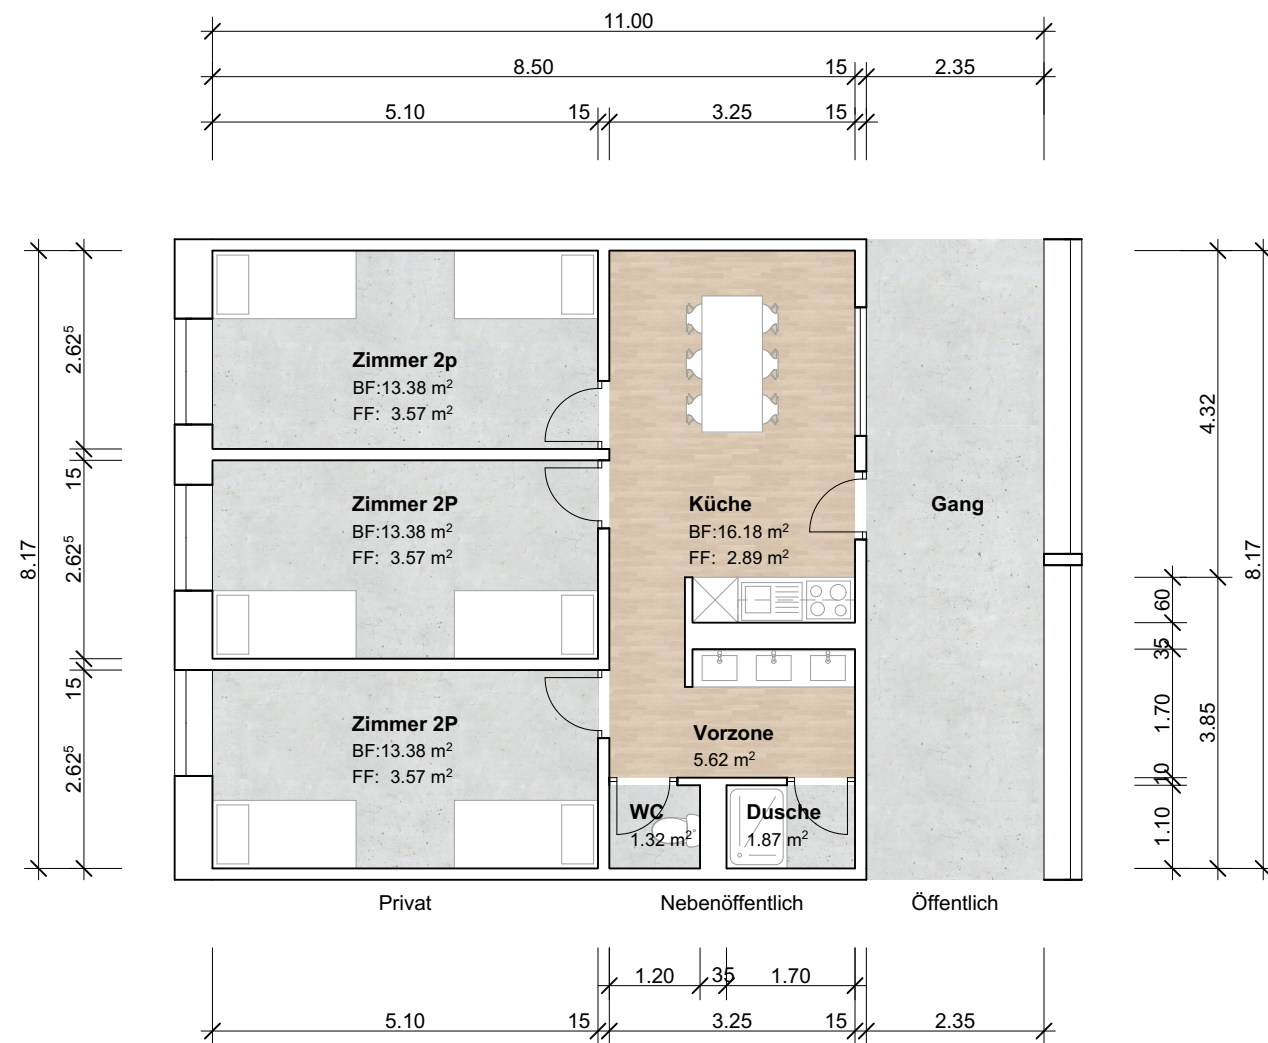 11.00
8.50 15 2.35
5.10 15 3.25 15
2.62⁵
15
2.62⁵
15
2.62⁵
8.17
Zimmer 2p
BF:13.38 m²
FF: 3.57 m²
Zimmer 2P
BF:13.38 m²
FF: 3.57 m²
Zimmer 2P
BF:13.38 m²
FF: 3.57 m²
Küche
BF:16.18 m²
FF: 2.89 m²
Gang
Vorzone
5.62 m²
WC
1.32 m²
Dusche
1.87 m²
4.32
60
35
1.70
10
1.10
3.85
8.17
Privat Nebenöffentlich Öffentlich
1.20 35 1.70
5.10 15 3.25 15 2.35